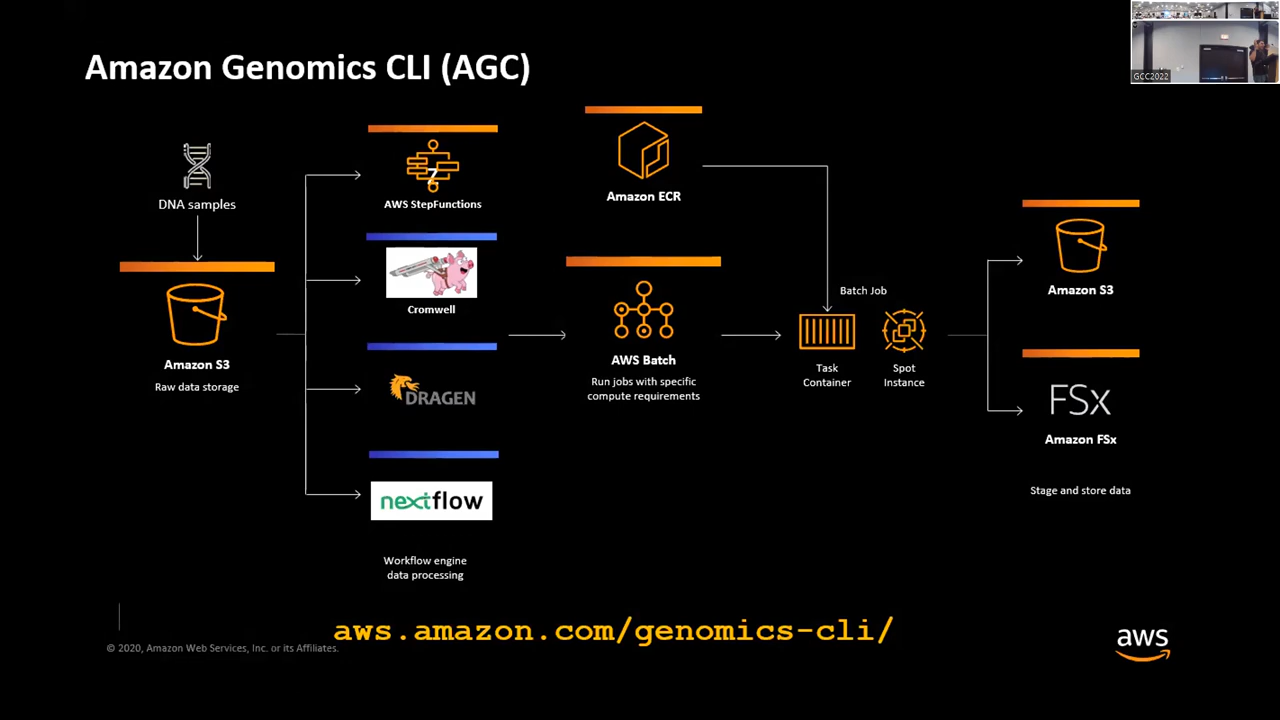 Amazon Genomics CLI (AGC)
GCC2022
DNA samples
Amazon S3
Raw data storage
AWS StepFunctions
Cromwell
DRAGEN
nextflow
Workflow engine
data processing
Amazon ECR
AWS Batch
Run jobs with specific
compute requirements
Batch Job
Task
Container
Spot
Instance
Amazon S3
FSx
Amazon FSx
Stage and store data
aws.amazon.com/genomics-cli/
© 2020, Amazon Web Services, Inc. or its Affiliates.
aws